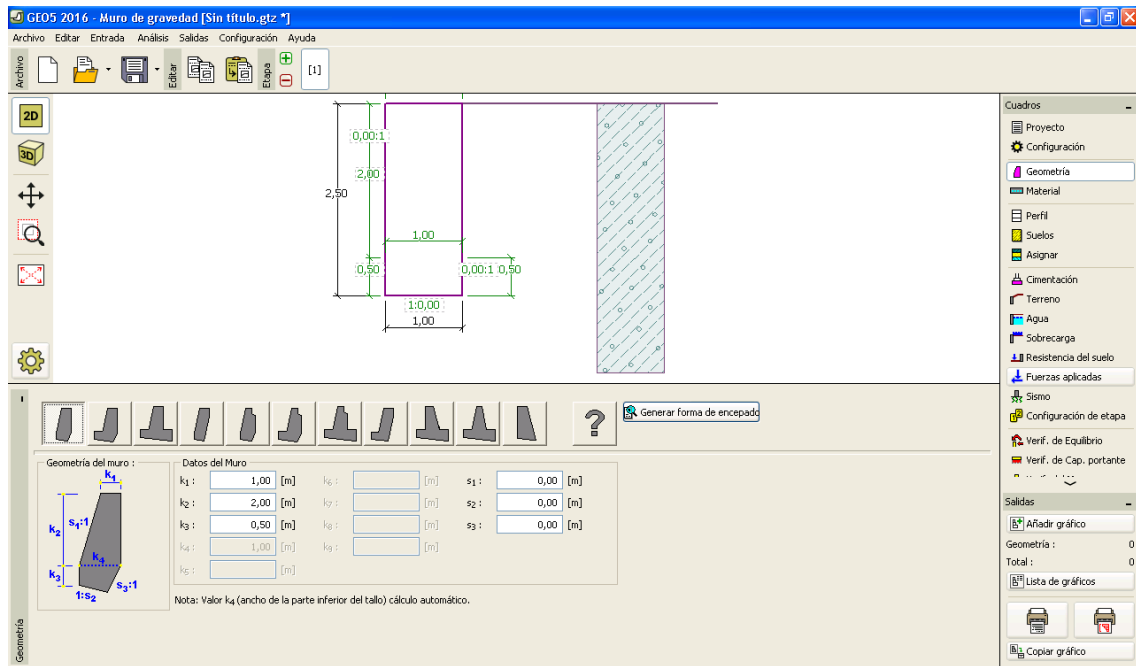 GEO5 2016 - Muro de gravedad [Sin título.gtz *]
Archivo Editar Entrada Análisis Salidas Configuración Ayuda
Archivo
Editar
Etapa
[1]
2D
3D
0,00:1
2,00
2,50
1,00
0,50
0,00:1 0,50
1:0,00
1,00
Cuadros
Proyecto
Configuración
Geometría
Material
Perfil
Suelos
Asignar
Cimentación
Terreno
Agua
Sobrecarga
Resistencia del suelo
Fuerzas aplicadas
Sismo
Configuración de etapa
Verif. de Equilibrio
Verif. de Cap. portante
Salidas
Añadir gráfico
Geometría : 0
Total : 0
Lista de gráficos
Copiar gráfico
?
Generar forma de encepado
Geometría del muro :
k1
k2
s1:1
k4
k3
s3:1
1:s2
Datos del Muro
k1 : 1,00 [m] k6 : [m] s1 : 0,00 [m]
k2 : 2,00 [m] k7 : [m] s2 : 0,00 [m]
k3 : 0,50 [m] k8 : [m] s3 : 0,00 [m]
k4 : 1,00 [m] k9 : [m]
k5 : [m]
Nota: Valor k4 (ancho de la parte inferior del tallo) cálculo automático.
Geometría